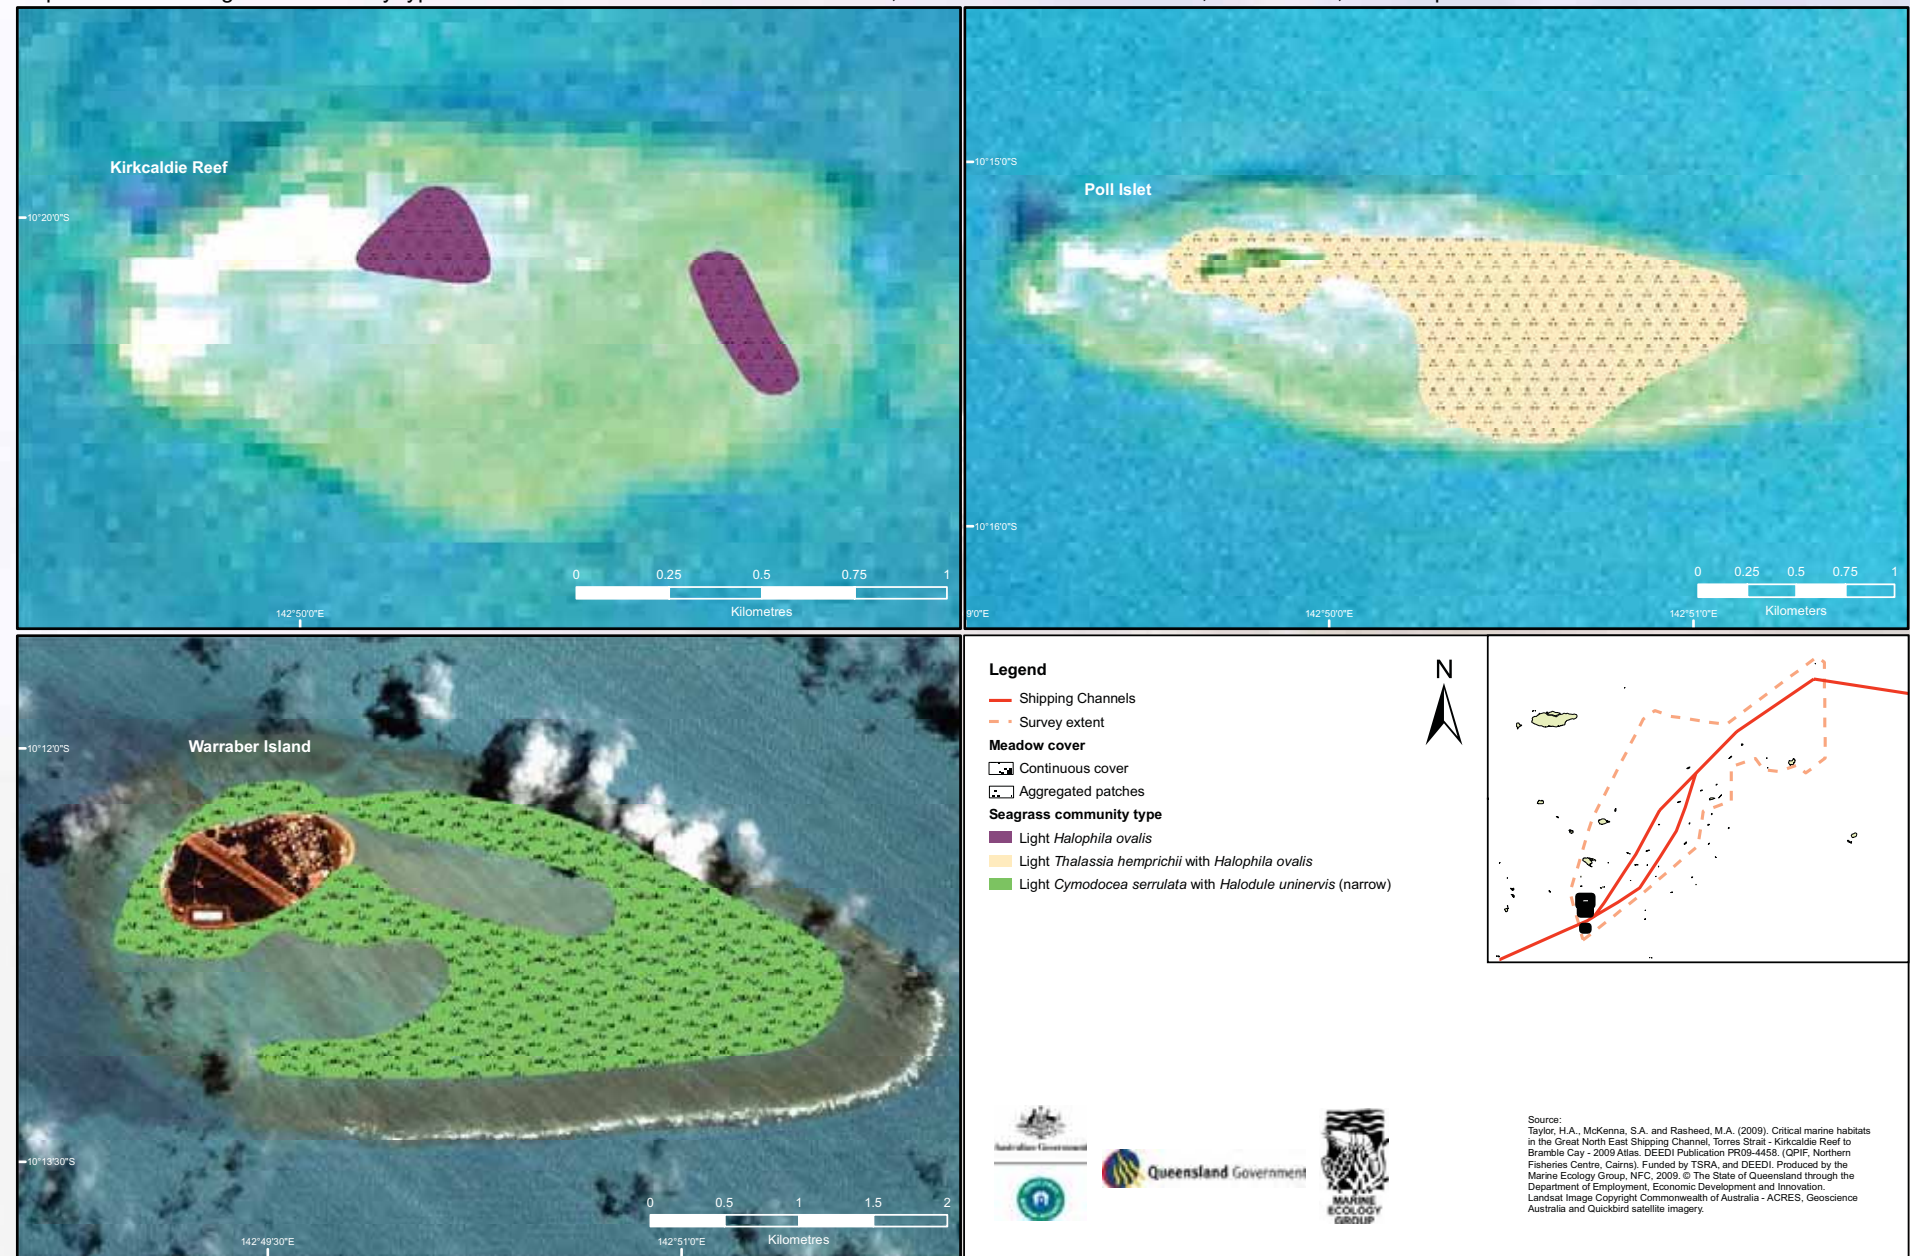 Kirkcaldie Reef
10°20'0"S
0 0.25 0.5 0.75 1
Kilometres
142°50'0"E
Poll Islet
10°15'0"S
10°16'0"S
0 0.25 0.5 0.75 1
Kilometers
9'0"E
142°50'0"E
142°51'0"E
Warraber Island
10°12'0"S
10°13'30"S
0 0.5 1 1.5 2
Kilometres
142°49'30"E
142°51'0"E
Legend
Shipping Channels
Survey extent
Meadow cover
Continuous cover
Aggregated patches
Seagrass community type
Light Halophila ovalis
Light Thalassia hemprichii with Halophila ovalis
Light Cymodocea serrulata with Halodule uninervis (narrow)
N
Australian Government
Queensland Government
MARINE
ECOLOGY
GROUP
Source:
Taylor, H.A., McKenna, S.A. and Rasheed, M.A. (2009). Critical marine habitats
in the Great North East Shipping Channel, Torres Strait - Kirkcaldie Reef to
Bramble Cay - 2009 Atlas. DEEDI Publication PR09-4458. (QPIF, Northern
Fisheries Centre, Cairns). Funded by TSRA, and DEEDI. Produced by the
Marine Ecology Group, NFC, 2009. © The State of Queensland through the
Department of Employment, Economic Development and Innovation.
Landsat Image Copyright Commonwealth of Australia - ACRES, Geoscience
Australia and Quickbird satellite imagery.